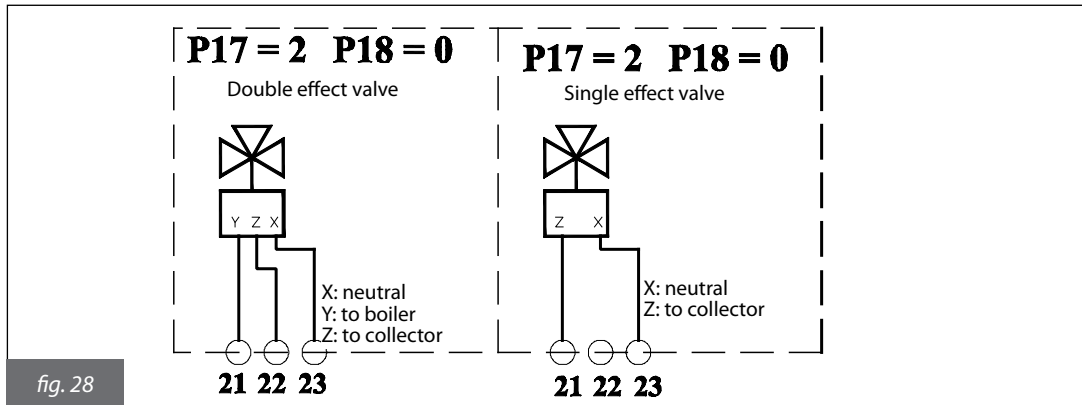 P17 = 2 P18 = 0
Double effect valve
Y Z X
X: neutral
Y: to boiler
Z: to collector
21 22 23
P17 = 2 P18 = 0
Single effect valve
Z X
X: neutral
Z: to collector
21 22 23
fig. 28